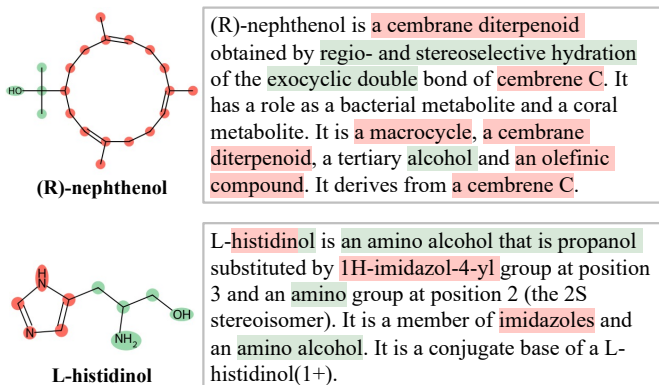 HO
(R)-nephthenol
(R)-nephthenol is a cembrane diterpenoid
obtained by regio- and stereoselective hydration
of the exocyclic double bond of cembrene C. It
has a role as a bacterial metabolite and a coral
metabolite. It is a macrocycle, a cembrane
diterpenoid, a tertiary alcohol and an olefinic
compound. It derives from a cembrene C.
H
N
N
NH2
OH
L-histidinol
L-histidinol is an amino alcohol that is propanol
substituted by 1H-imidazol-4-yl group at position
3 and an amino group at position 2 (the 2S
stereoisomer). It is a member of imidazoles and
an amino alcohol. It is a conjugate base of a L-
histidinol(1+).